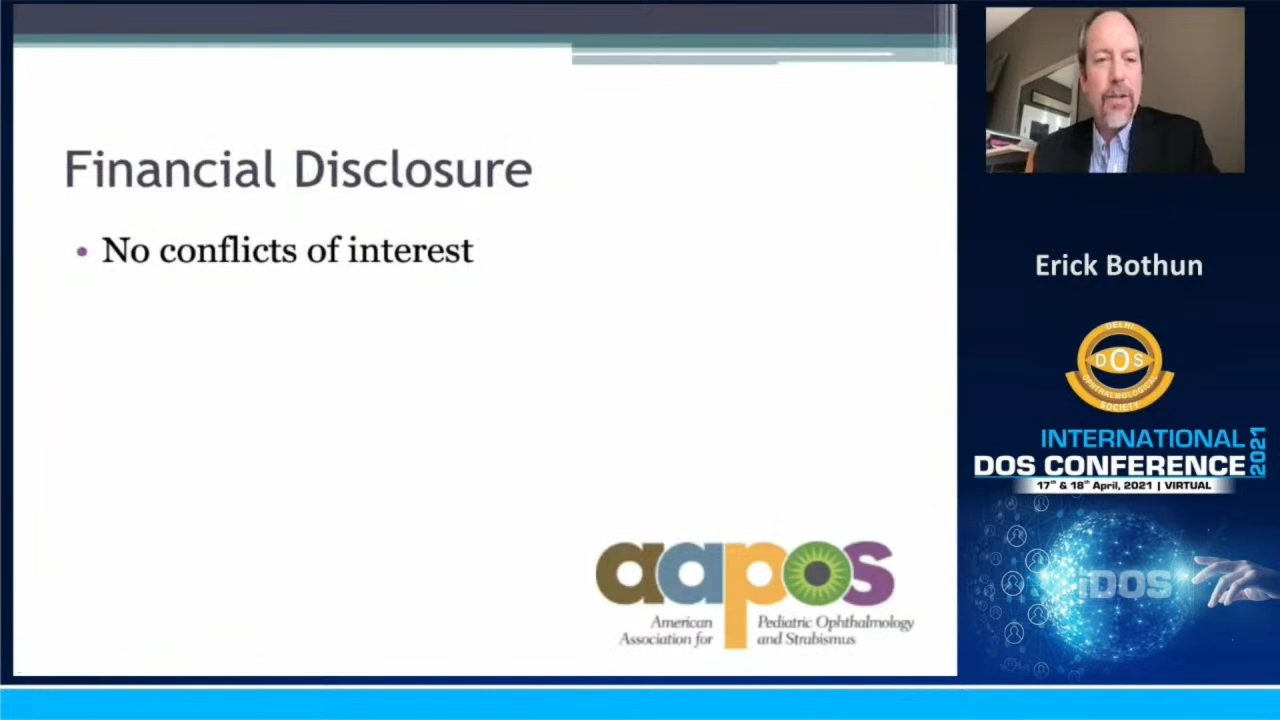 Financial Disclosure
• No conflicts of interest
aapos
American Association for
Pediatric Ophthalmology and Strabismus
Erick Bothun
DELHI
DOS
OPHTHALMOLOGICAL
SOCIETY
INTERNATIONAL
DOS CONFERENCE
2021
17th & 18th April, 2021 | VIRTUAL
iDOS